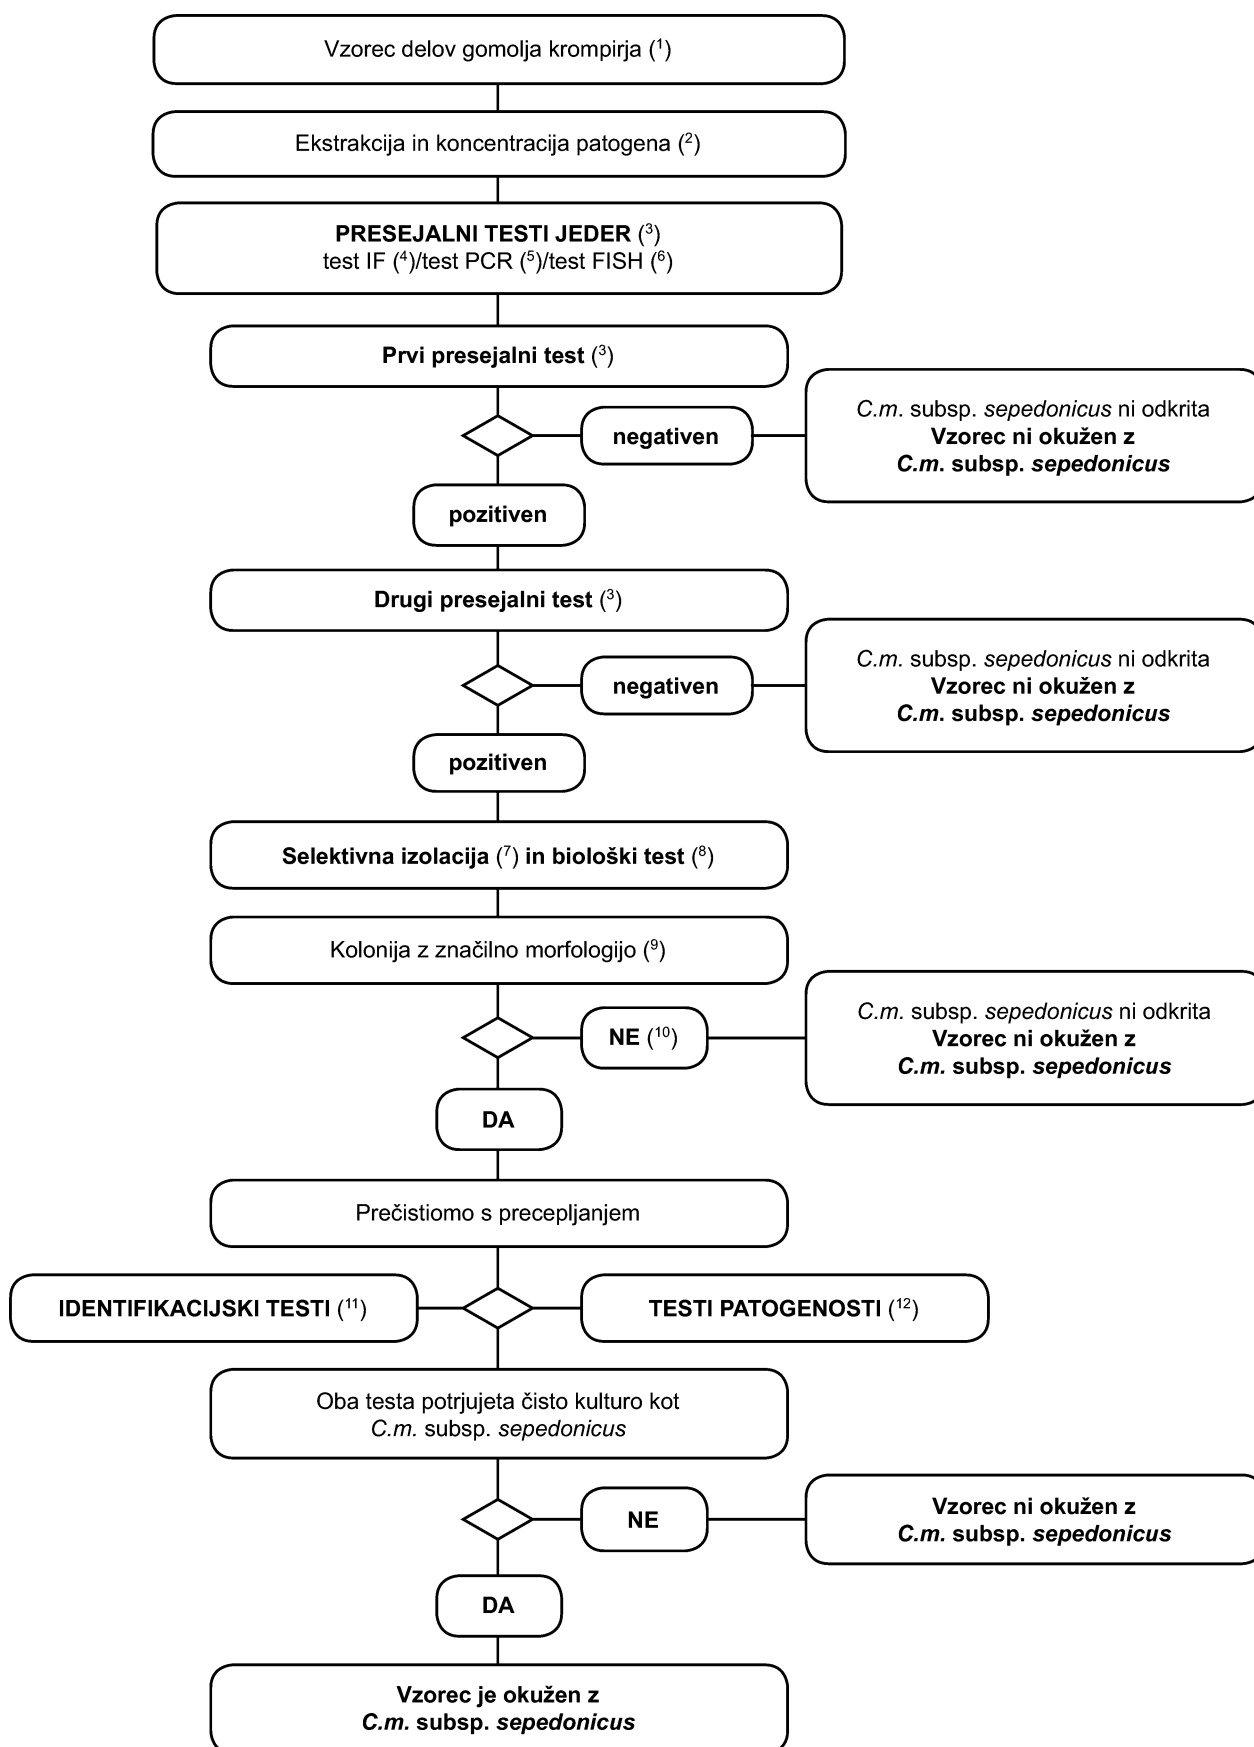 Vzorec delov gomolja krompirja (¹)
Ekstrakcija in koncentracija patogena (²)
PRESEJALNI TESTI JEDER (³)
test IF (⁴)/test PCR (⁵)/test FISH (⁶)
Prvi presejalni test (³)
negativen
C.m. subsp. sepedonicus ni odkrita
Vzorec ni okužen z
C.m. subsp. sepedonicus
pozitiven
Drugi presejalni test (³)
negativen
C.m. subsp. sepedonicus ni odkrita
Vzorec ni okužen z
C.m. subsp. sepedonicus
pozitiven
Selektivna izolacija (⁷) in biološki test (⁸)
Kolonija z značilno morfologijo (⁹)
NE (¹⁰)
C.m. subsp. sepedonicus ni odkrita
Vzorec ni okužen z
C.m. subsp. sepedonicus
DA
Prečistiomo s precepljanjem
IDENTIFIKACIJSKI TESTI (¹¹)
TESTI PATOGENOSTI (¹²)
Oba testa potrjujeta čisto kulturo kot
C.m. subsp. sepedonicus
NE
Vzorec ni okužen z
C.m. subsp. sepedonicus
DA
Vzorec je okužen z
C.m. subsp. sepedonicus